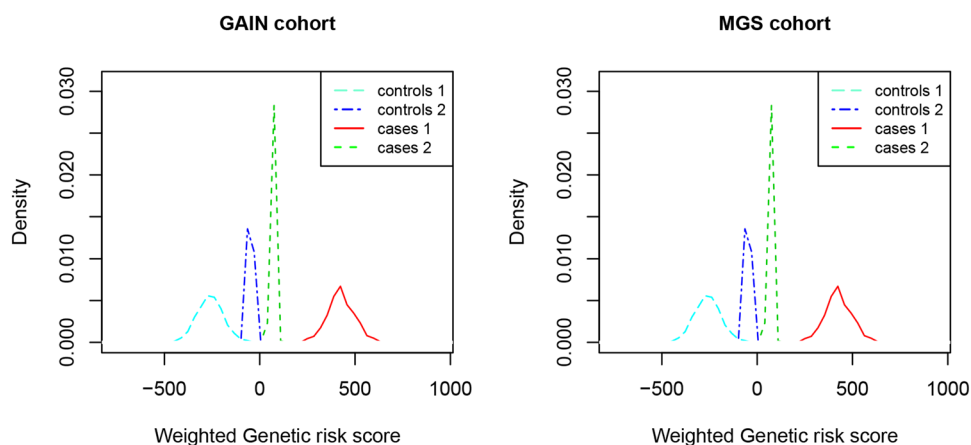 GAIN cohort
controls 1
controls 2
cases 1
cases 2
0.030
0.020
0.010
0.000
Density
−500 0 500 1000
Weighted Genetic risk score
MGS cohort
controls 1
controls 2
cases 1
cases 2
0.030
0.020
0.010
0.000
Density
−500 0 500 1000
Weighted Genetic risk score